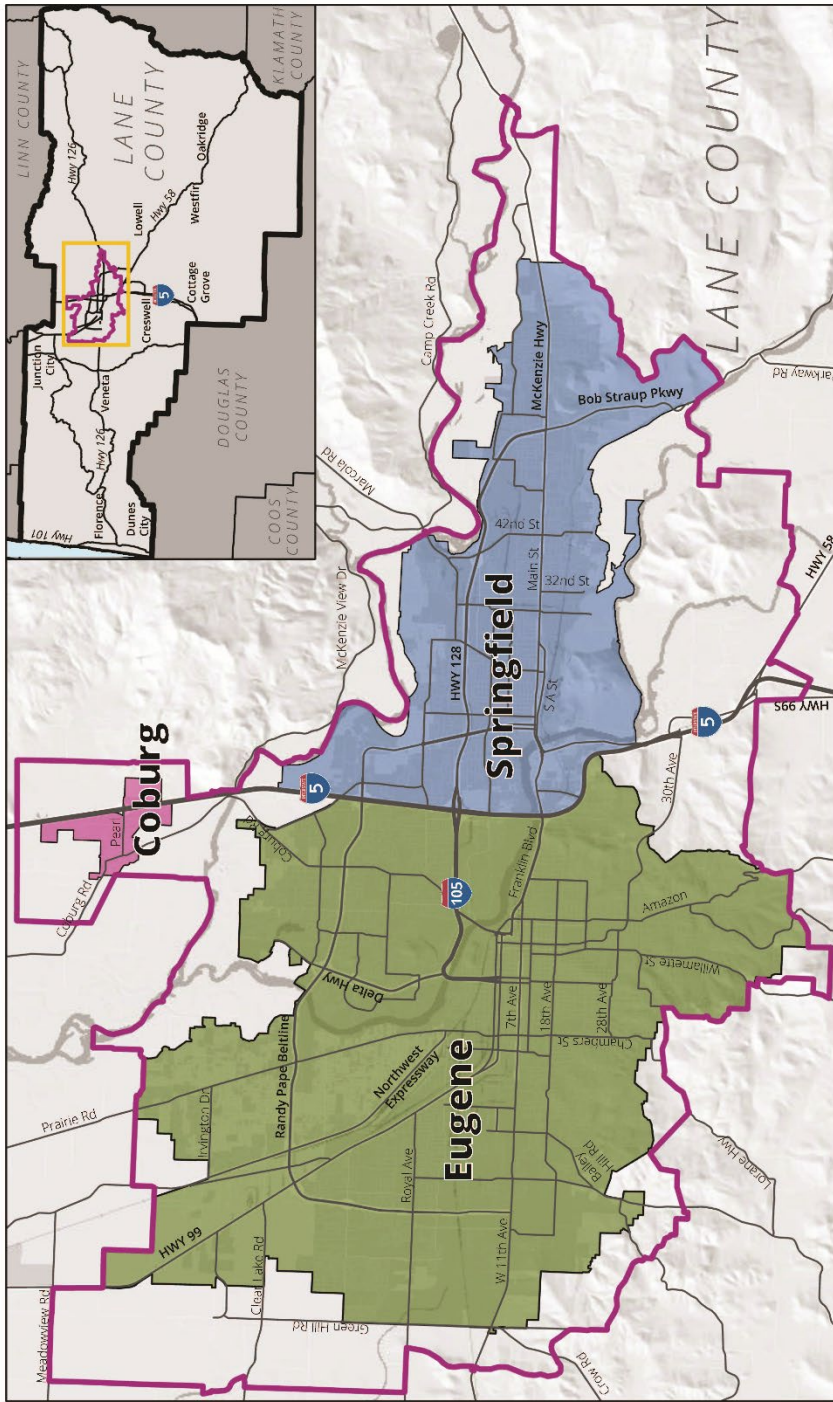 LINN COUNTY
KLAMATH
COUNTY
LANE
COUNTY
DOUGLAS
COUNTY
COOS
COUNTY
Junction
City
Hwy 126
Lowell
Hwy 58
Westfir
Oakridge
Veneta
Creswell
5
Cottage
Grove
Hwy 126
Florence
Dunes
City
Hwy 101
Meadowview Rd
Prairie Rd
Coburg Rd
Pearl
Coburg
McKenzie View Dr
Marcola Rd
Camp Creek Rd
LANE COUNTY
HWY 99
Irvington Dr
Clear Lake Rd
Green Hill Rd
Randy Pape Beltline
Northwest
Expressway
Delta Hwy
Coburg Rd
5
105
HWY 128
Springfield
42nd St
Main St
32nd St
S A St
McKenzie Hwy
Bob Straup Pkwy
Parkway Rd
Eugene
Royal Ave
W 11th Ave
7th Ave
18th Ave
28th Ave
Franklin Blvd
Chambers St
Willamette St
Amazon
30th Ave
5
HWY 99S
HWY 58
Bailey
Hill Rd
Crow Rd
Lorane Hwy